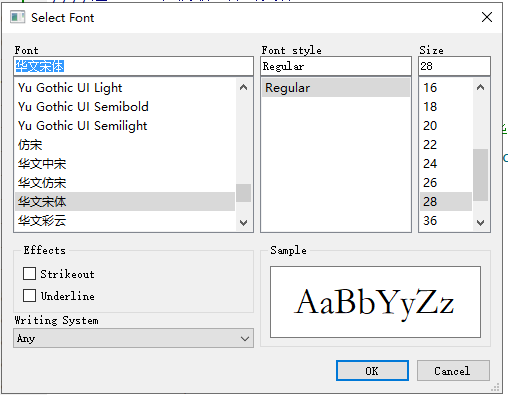 Select Font
Font
Font style
Size
华文宋体
Regular
28
Yu Gothic UI Light
Yu Gothic UI Semibold
Yu Gothic UI Semilight
仿宋
华文中宋
华文仿宋
华文宋体
华文彩云
Regular
16
18
20
22
24
26
28
36
Effects
Strikeout
Underline
Writing System
Any
Sample
AaBbYyZz
OK
Cancel